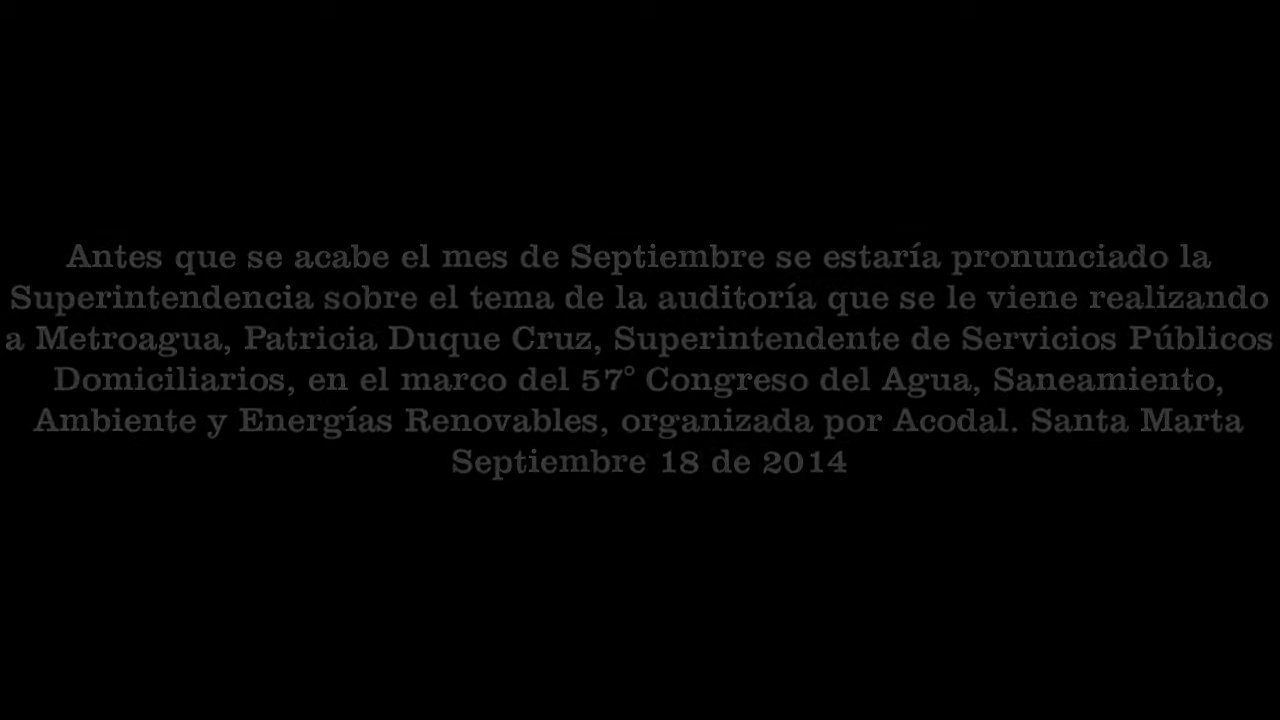 Antes que se acabe el mes de Septiembre se estaría pronunciado la
Superintendencia sobre el tema de la auditoría que se le viene realizando
a Metroagua, Patricia Duque Cruz, Superintendente de Servicios Públicos
Domiciliarios, en el marco del 57° Congreso del Agua, Saneamiento,
Ambiente y Energías Renovables, organizada por Acodal. Santa Marta
Septiembre 18 de 2014